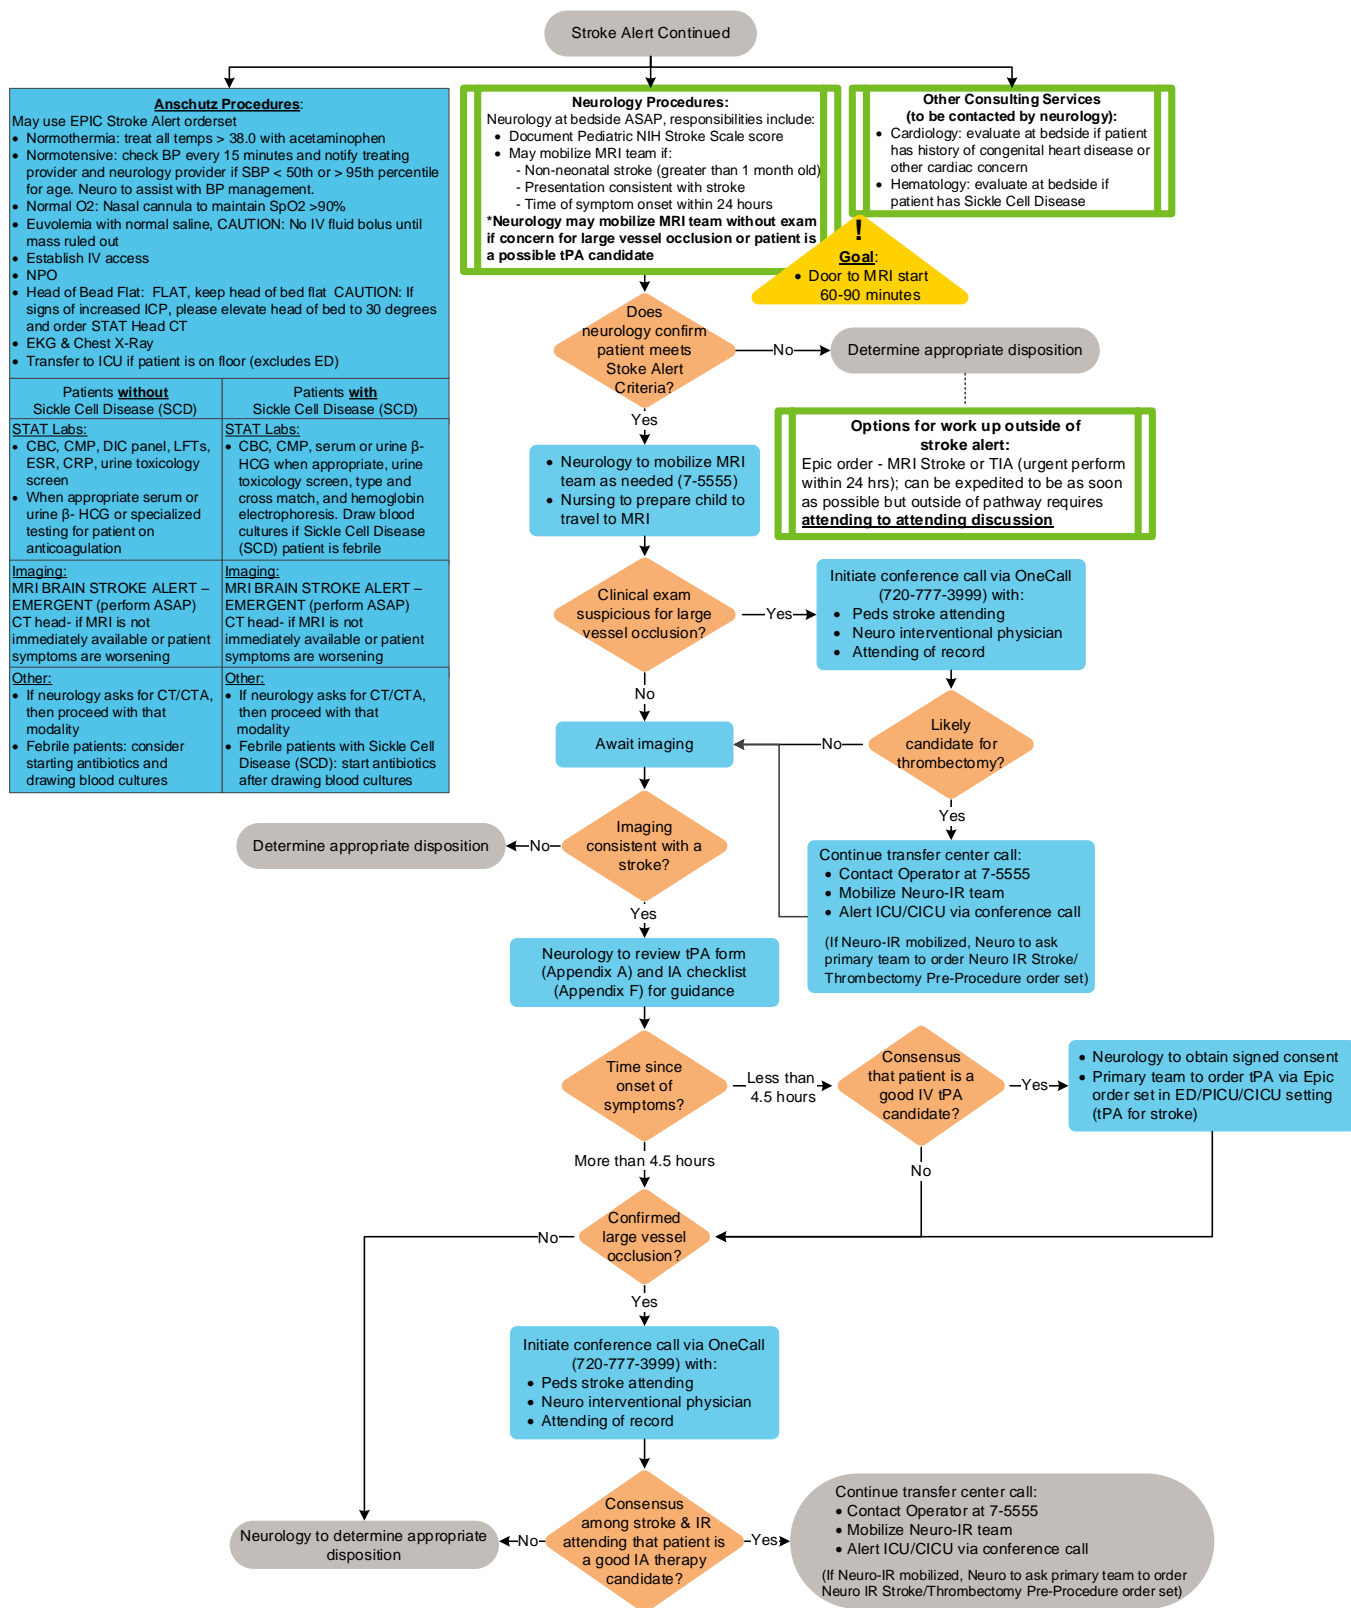 Stroke Alert Continued
Anschutz Procedures:
May use EPIC Stroke Alert orderset
• Normothermia: treat all temps > 38.0 with acetaminophen
• Normotensive: check BP every 15 minutes and notify treating
provider and neurology provider if SBP < 50th or > 95th percentile
for age. Neuro to assist with BP management.
• Normal O2: Nasal cannula to maintain SpO2 >90%
• Euvolemia with normal saline, CAUTION: No IV fluid bolus until
mass ruled out
• Establish IV access
• NPO
• Head of Bead Flat: FLAT, keep head of bed flat CAUTION: If
signs of increased ICP, please elevate head of bed to 30 degrees
and order STAT Head CT
• EKG & Chest X-Ray
• Transfer to ICU if patient is on floor (excludes ED)
Patients without
Sickle Cell Disease (SCD)
STAT Labs:
• CBC, CMP, DIC panel, LFTs,
ESR, CRP, urine toxicology
screen
• When appropriate serum or
urine β- HCG or specialized
testing for patient on
anticoagulation
Imaging:
MRI BRAIN STROKE ALERT –
EMERGENT (perform ASAP)
CT head- if MRI is not
immediately available or patient
symptoms are worsening
Other:
• If neurology asks for CT/CTA,
then proceed with that
modality
• Febrile patients: consider
starting antibiotics and
drawing blood cultures
Patients with
Sickle Cell Disease (SCD)
STAT Labs:
• CBC, CMP, serum or urine β-
HCG when appropriate, urine
toxicology screen, type and
cross match, and hemoglobin
electrophoresis. Draw blood
cultures if Sickle Cell Disease
(SCD) patient is febrile
Imaging:
MRI BRAIN STROKE ALERT –
EMERGENT (perform ASAP)
CT head- if MRI is not
immediately available or patient
symptoms are worsening
Other:
• If neurology asks for CT/CTA,
then proceed with that
modality
• Febrile patients with Sickle Cell
Disease (SCD): start antibiotics
after drawing blood cultures
Neurology Procedures:
Neurology at bedside ASAP, responsibilities include:
• Document Pediatric NIH Stroke Scale score
• May mobilize MRI team if:
- Non-neonatal stroke (greater than 1 month old)
- Presentation consistent with stroke
- Time of symptom onset within 24 hours
*Neurology may mobilize MRI team without exam
if concern for large vessel occlusion or patient is
a possible tPA candidate
Other Consulting Services
(to be contacted by neurology):
• Cardiology: evaluate at bedside if patient
has history of congenital heart disease or
other cardiac concern
• Hematology: evaluate at bedside if
patient has Sickle Cell Disease
!
Goal:
• Door to MRI start
60-90 minutes
Does
neurology confirm
patient meets
Stoke Alert
Criteria?
No
Determine appropriate disposition
Options for work up outside of
stroke alert:
Epic order - MRI Stroke or TIA (urgent perform
within 24 hrs); can be expedited to be as soon
as possible but outside of pathway requires
attending to attending discussion
Yes
• Neurology to mobilize MRI
team as needed (7-5555)
• Nursing to prepare child to
travel to MRI
Clinical exam
suspicious for large
vessel occlusion?
Yes
Initiate conference call via OneCall
(720-777-3999) with:
• Peds stroke attending
• Neuro interventional physician
• Attending of record
No
Likely
candidate for
thrombectomy?
No
Await imaging
Yes
Continue transfer center call:
• Contact Operator at 7-5555
• Mobilize Neuro-IR team
• Alert ICU/CICU via conference call
(If Neuro-IR mobilized, Neuro to ask
primary team to order Neuro IR Stroke/
Thrombectomy Pre-Procedure order set)
Imaging
consistent with a
stroke?
No
Determine appropriate disposition
Yes
Neurology to review tPA form
(Appendix A) and IA checklist
(Appendix F) for guidance
Time since
onset of
symptoms?
Less than
4.5 hours
Consensus
that patient is a
good IV tPA
candidate?
Yes
• Neurology to obtain signed consent
• Primary team to order tPA via Epic
order set in ED/PICU/CICU setting
(tPA for stroke)
No
More than 4.5 hours
Confirmed
large vessel
occlusion?
No
Yes
Initiate conference call via OneCall
(720-777-3999) with:
• Peds stroke attending
• Neuro interventional physician
• Attending of record
Consensus
among stroke & IR
attending that patient is
a good IA therapy
candidate?
No
Neurology to determine appropriate
disposition
Yes
Continue transfer center call:
• Contact Operator at 7-5555
• Mobilize Neuro-IR team
• Alert ICU/CICU via conference call
(If Neuro-IR mobilized, Neuro to ask primary team to order
Neuro IR Stroke/Thrombectomy Pre-Procedure order set)